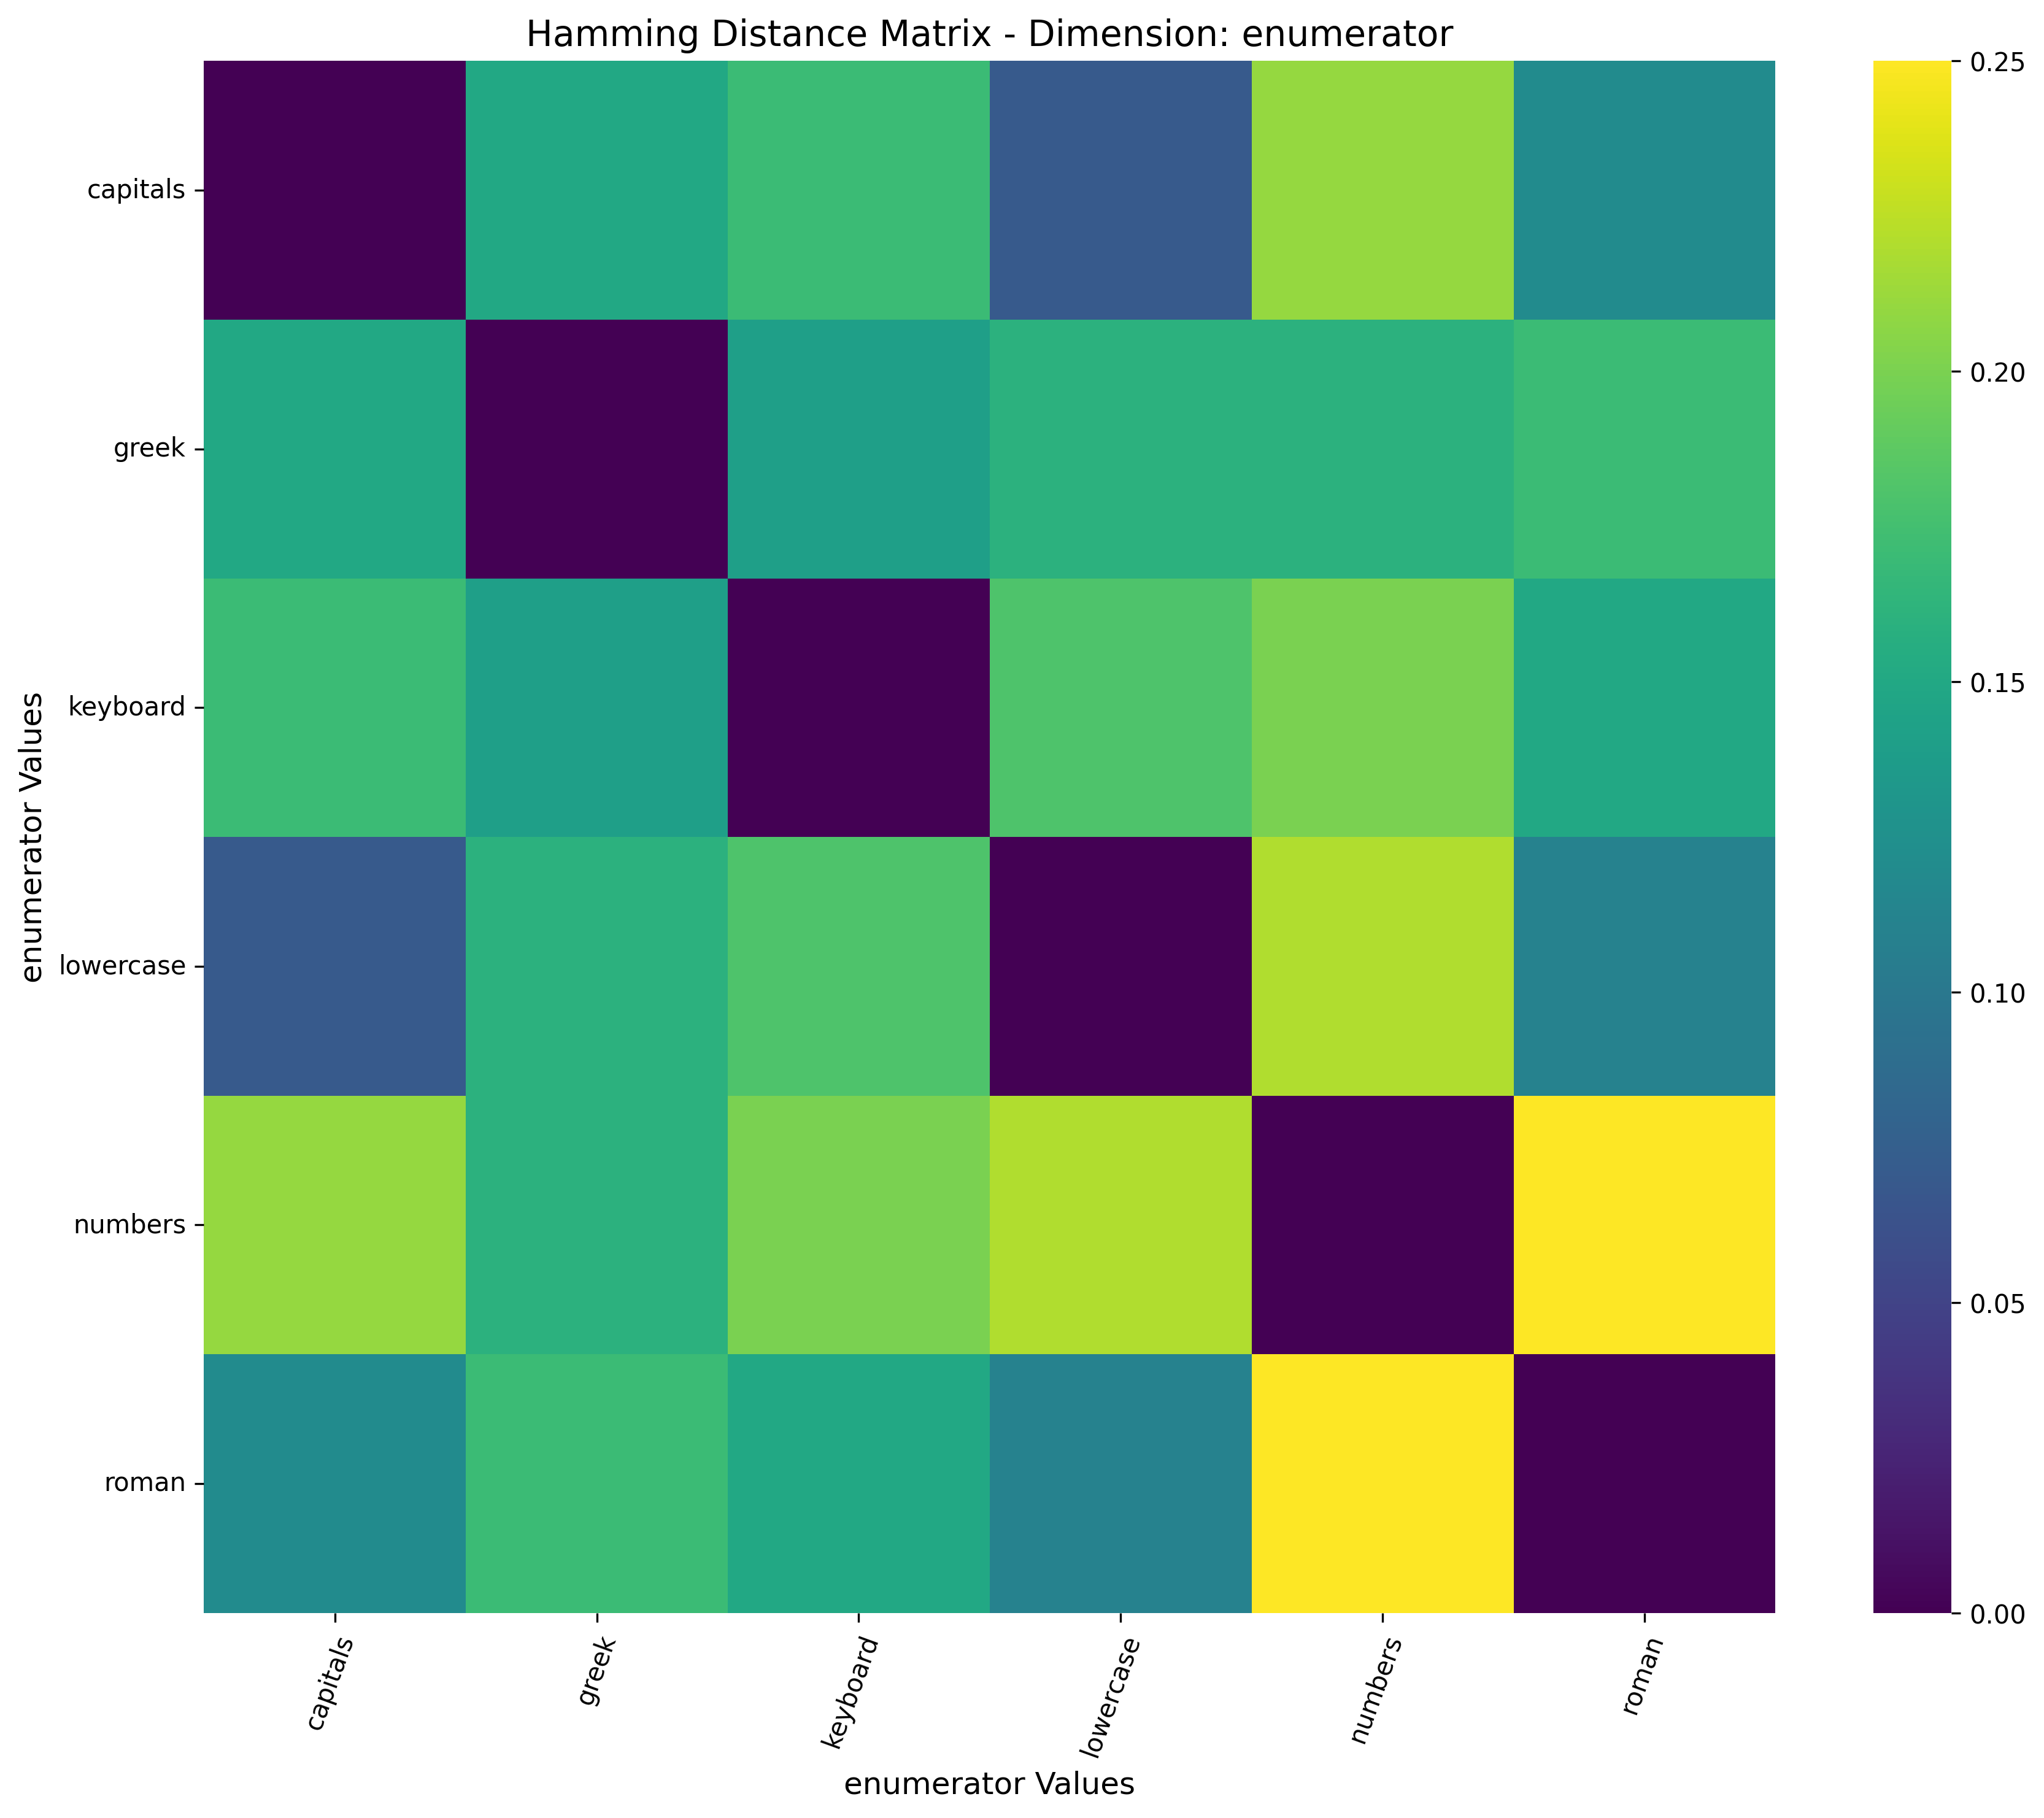 Hamming Distance Matrix - Dimension: enumerator
enumerator Values
capitals
greek
keyboard
lowercase
numbers
roman
capitals
greek
keyboard
lowercase
numbers
roman
enumerator Values
0.25
0.20
0.15
0.10
0.05
0.00